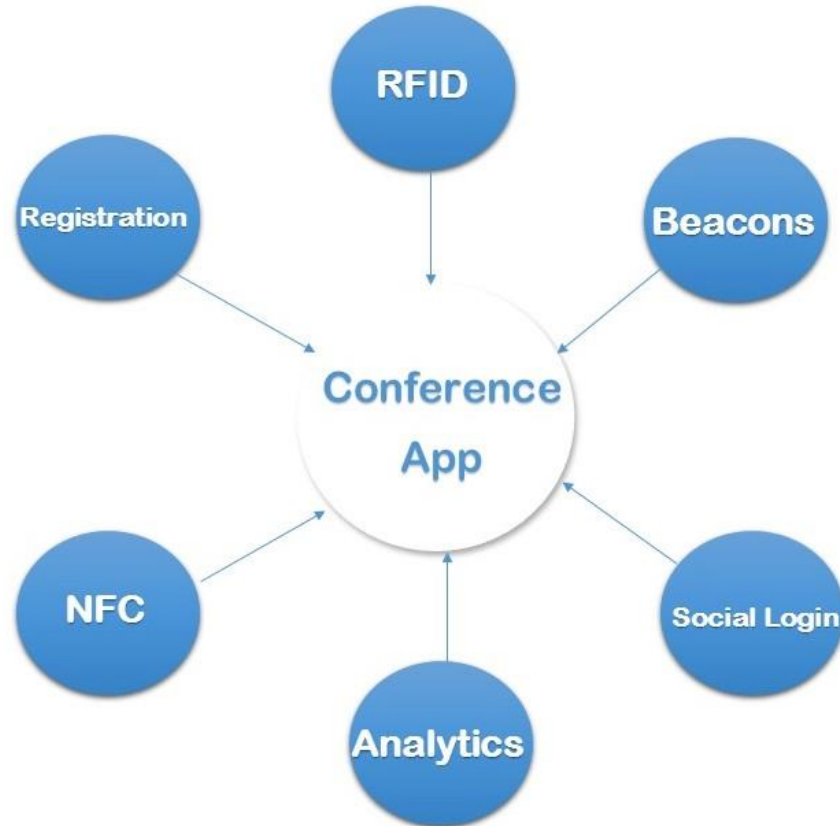 RFID
Registration
Beacons
Conference
App
NFC
Social Login
Analytics